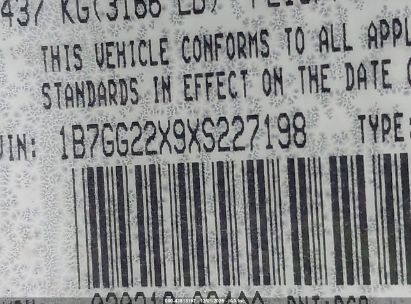 437 KG(3166 LB)
THIS VEHICLE CONFORMS TO ALL APPL
STANDARDS IN EFFECT ON THE DATE
VIN: 1B7GG22X9XS227198 TYPE: